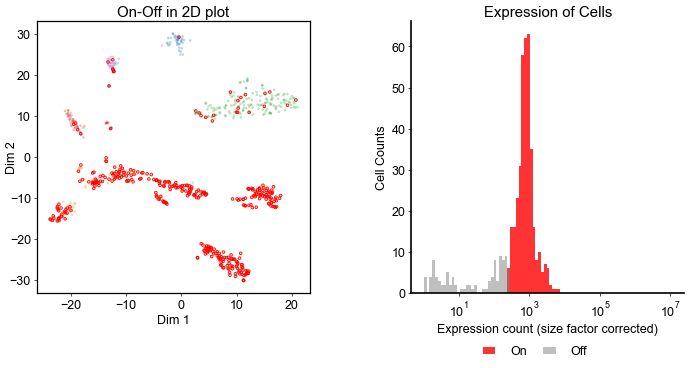 On-Off in 2D plot
30
20
10
0
−10
−20
−30
Dim 2
−20
−10
0
10
20
Dim 1
Expression of Cells
60
50
40
30
20
10
0
Cell Counts
10^1
10^3
10^5
10^7
Expression count (size factor corrected)
On
Off